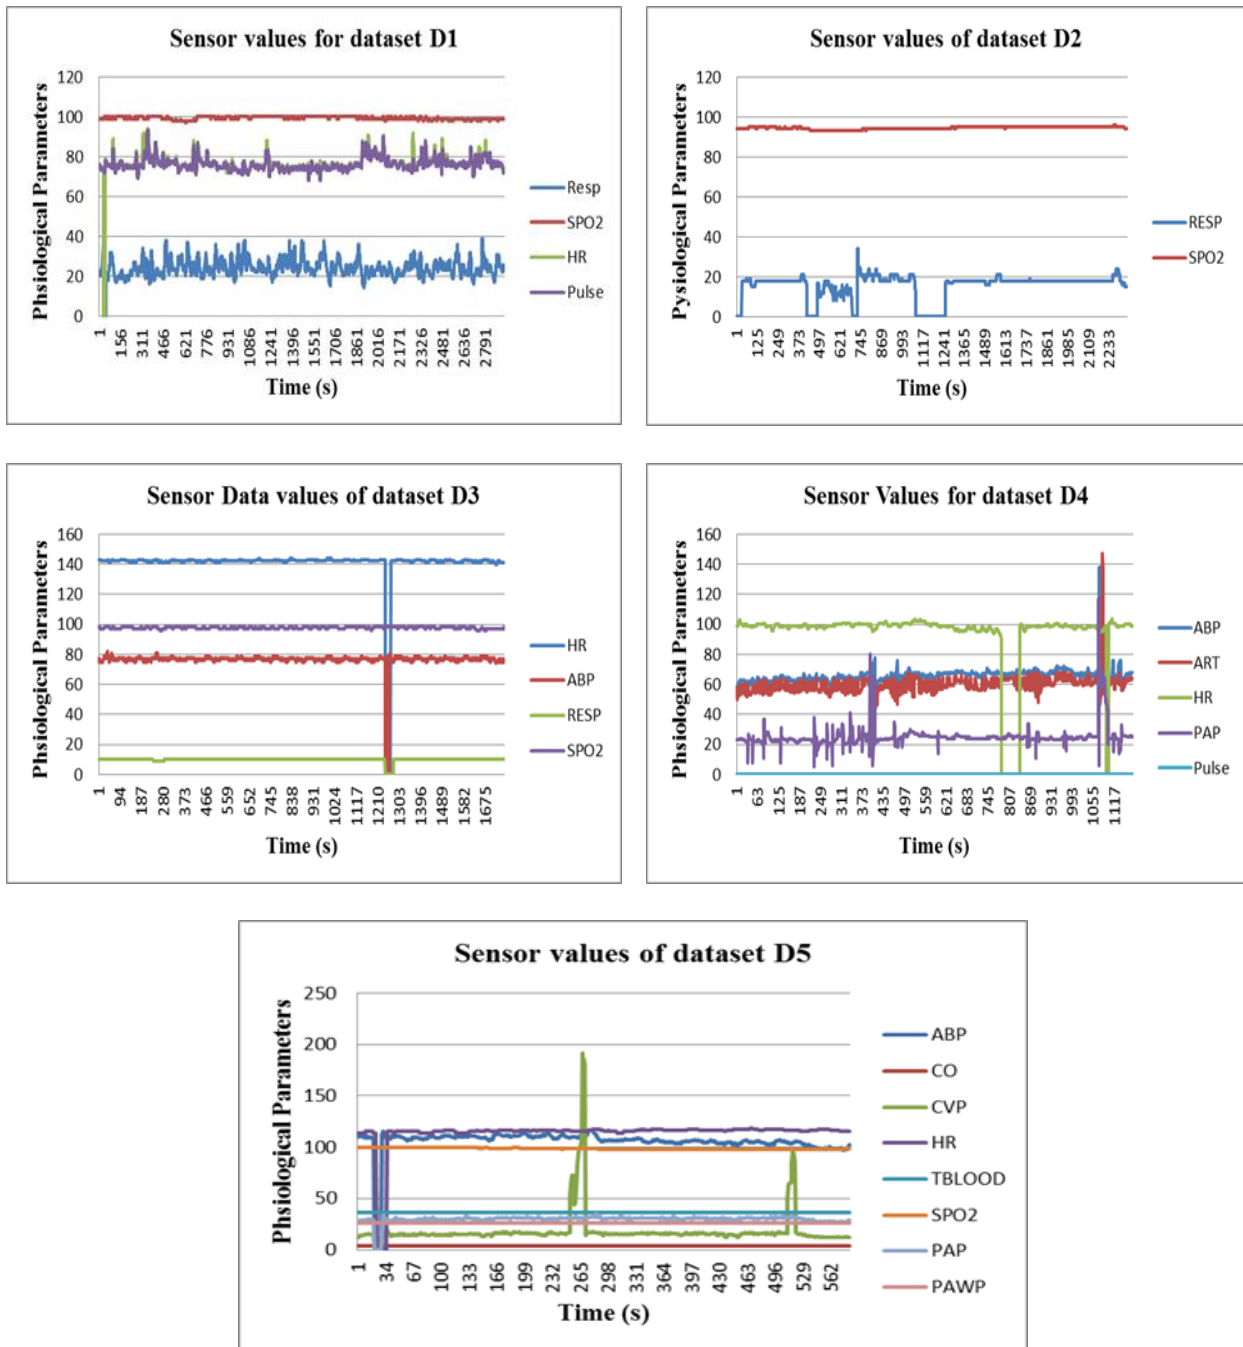 Sensor values for dataset D1
Phsiological Parameters
120
100
80
60
40
20
0
1 156 311 466 621 776 931 1086 1241 1396 1551 1706 1861 2016 2171 2326 2481 2636 2791
Time (s)
Resp
SPO2
HR
Pulse
Sensor values of dataset D2
Pysiological Parameters
120
100
80
60
40
20
0
1 125 249 373 497 621 745 869 993 1117 1241 1365 1489 1613 1737 1861 1985 2109 2233
Time (s)
RESP
SPO2
Sensor Data values of dataset D3
Phsiological Parameters
160
140
120
100
80
60
40
20
0
1 94 187 280 373 466 559 652 745 838 931 1024 1117 1210 1303 1396 1489 1582 1675
Time (s)
HR
ABP
RESP
SPO2
Sensor Values for dataset D4
Phsiological Parameters
160
140
120
100
80
60
40
20
0
1 63 125 187 249 311 373 435 497 559 621 683 745 807 869 931 993 1055 1117
Time (s)
ABP
ART
HR
PAP
Pulse
Sensor values of dataset D5
Phsiological Parameters
250
200
150
100
50
0
1 34 67 100 133 166 199 232 265 298 331 364 397 430 463 496 529 562
Time (s)
ABP
CO
CVP
HR
TBLOOD
SPO2
PAP
PAWP